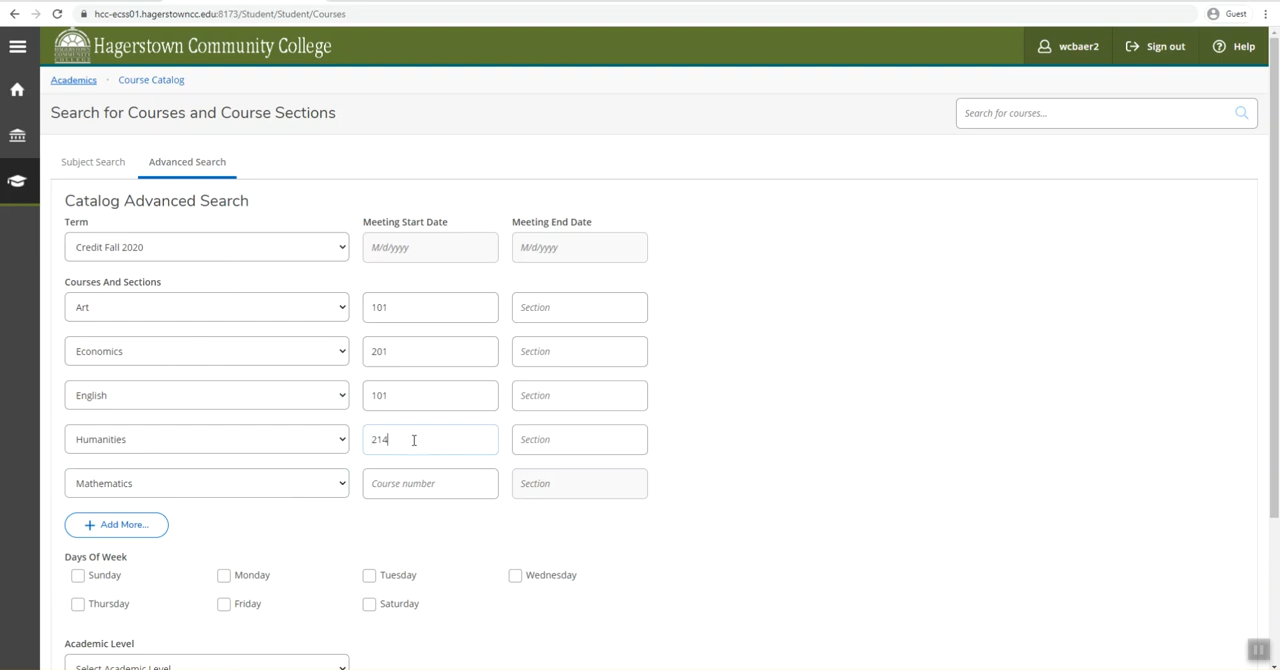 hcc-ecss01.hagerstowncc.edu:8173/Student/Student/Courses
Guest
Hagerstown Community College
wcbaer2
Sign out
Help
Academics · Course Catalog
Search for Courses and Course Sections
Search for courses...
Subject Search
Advanced Search
Catalog Advanced Search
Term
Meeting Start Date
Meeting End Date
Credit Fall 2020
M/d/yyyy
M/d/yyyy
Courses And Sections
Art
101
Section
Economics
201
Section
English
101
Section
Humanities
214
Section
Mathematics
Course number
Section
+ Add More...
Days Of Week
Sunday
Monday
Tuesday
Wednesday
Thursday
Friday
Saturday
Academic Level
Select Academic Level